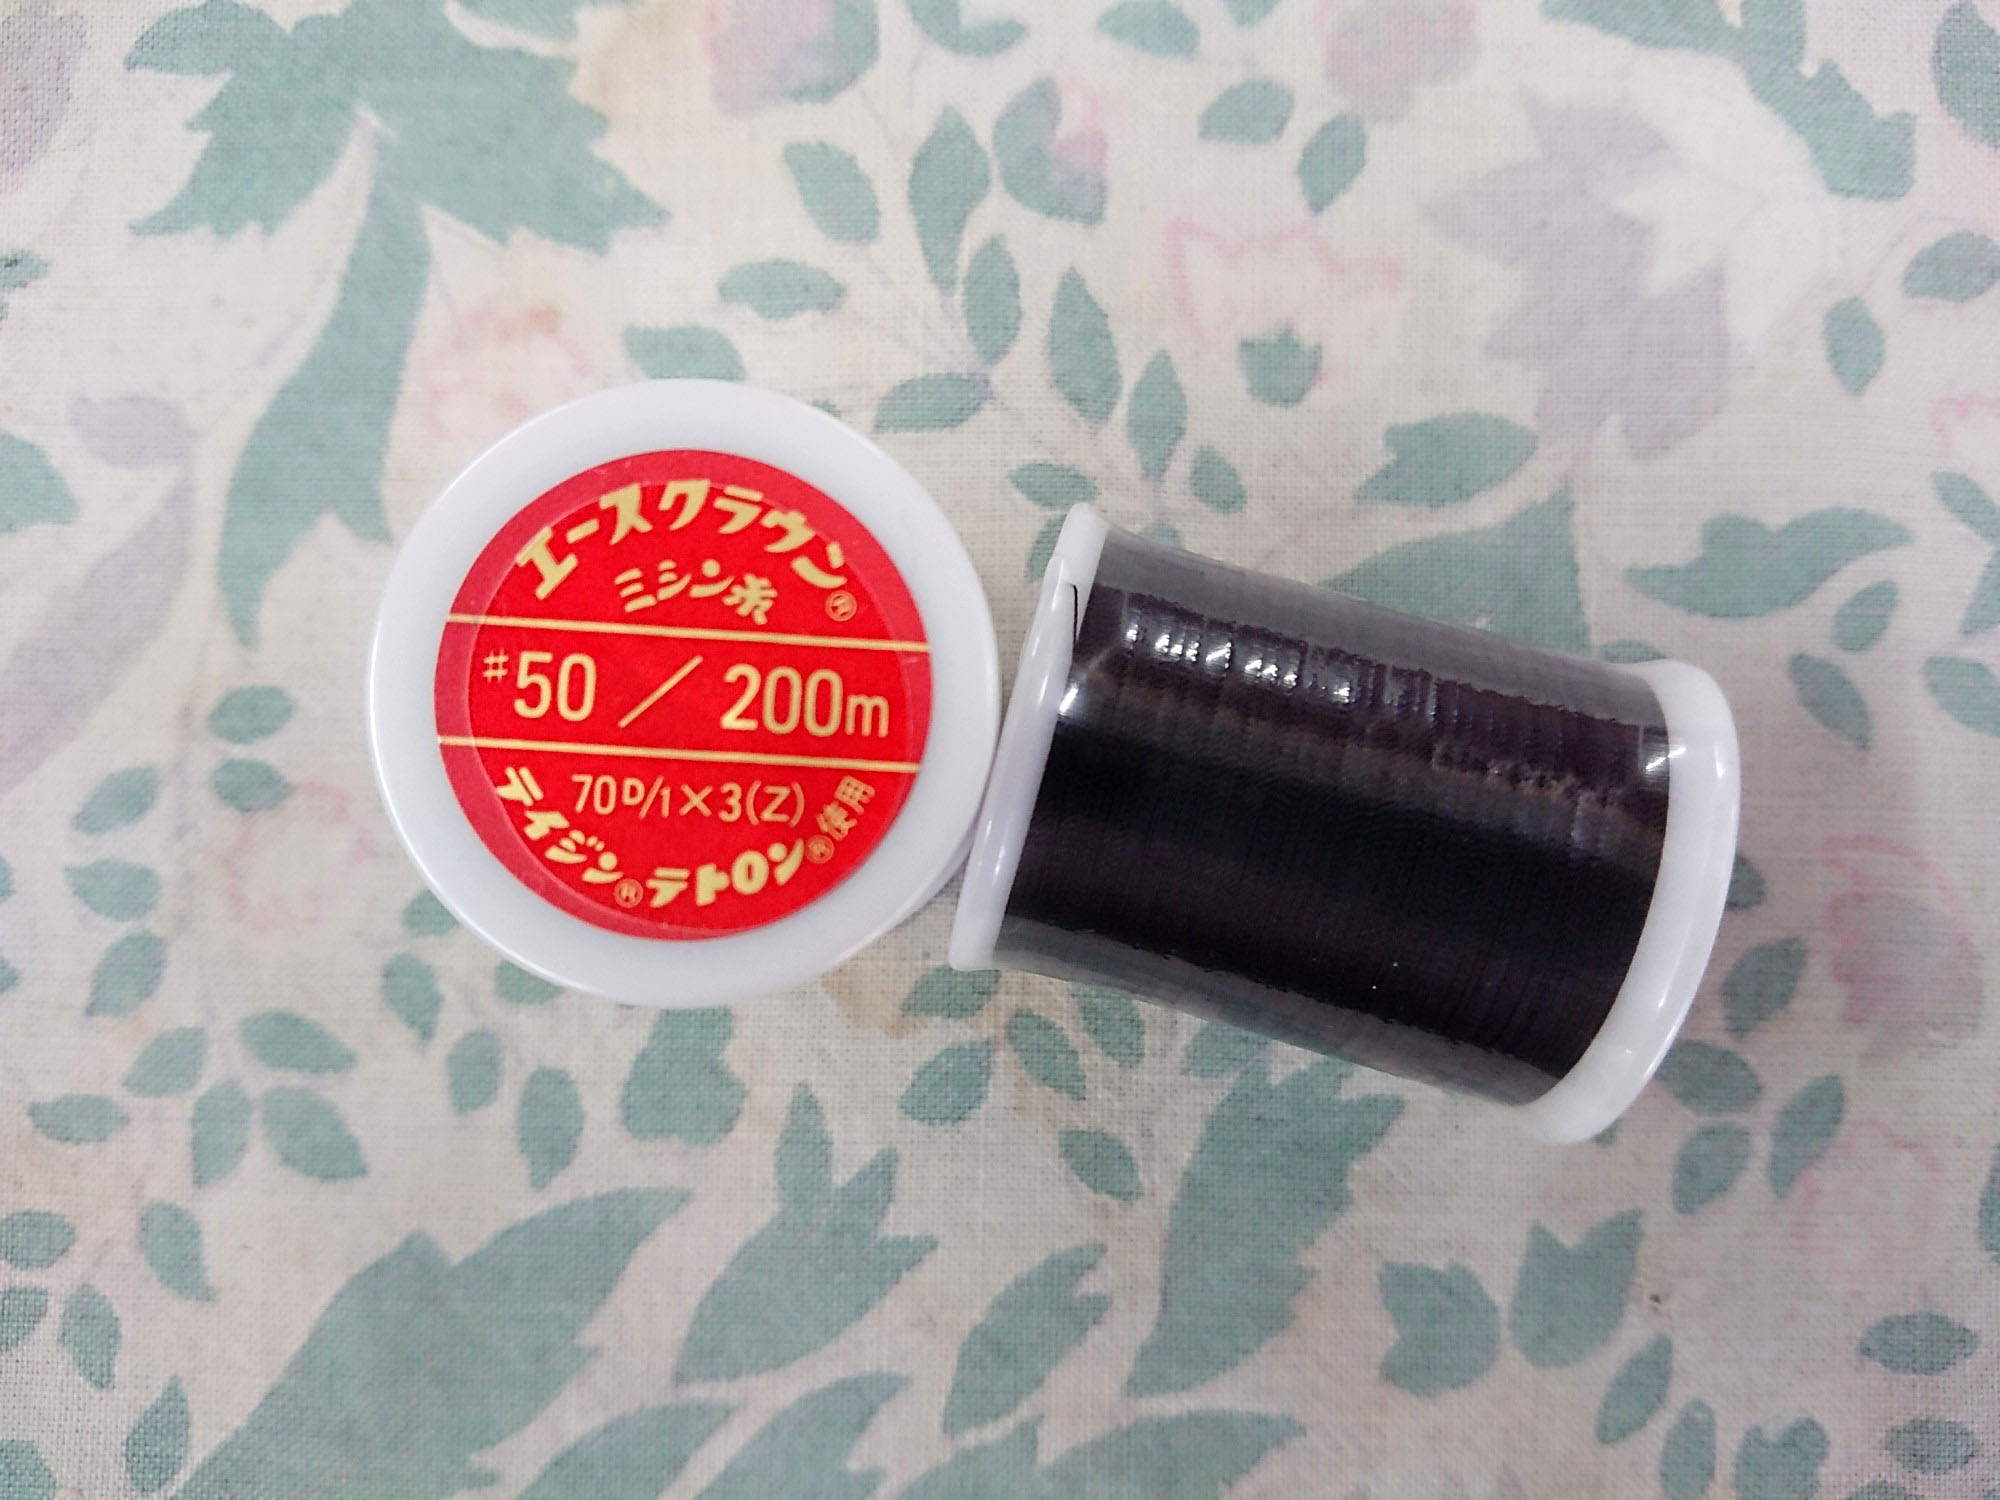 エースクラウン®
ミシン糸
#50／200m
70D/1×3(Z)
テイジン®テトロン®使用